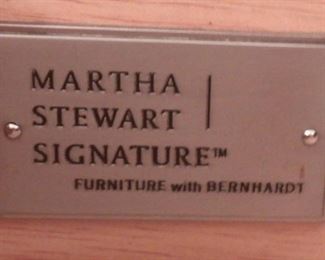 MARTHA
STEWART
SIGNATURE™
FURNITURE with BERNHARDT